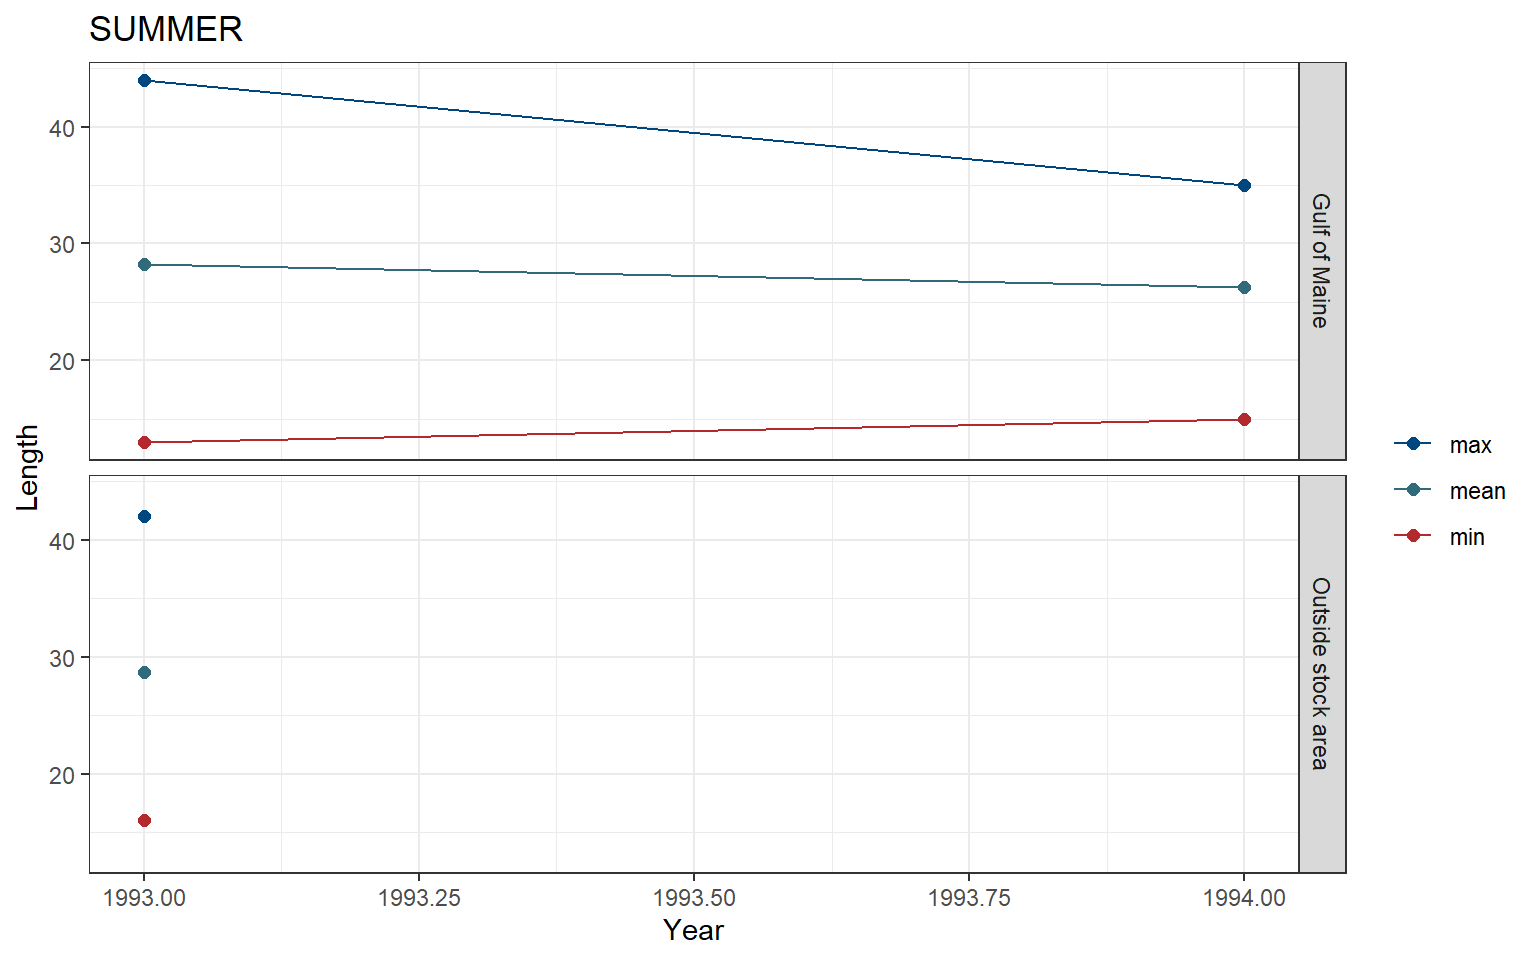 SUMMER
Length
40
30
20
Gulf of Maine
40
30
20
Outside stock area
1993.00
1993.25
1993.50
1993.75
1994.00
Year
max
mean
min